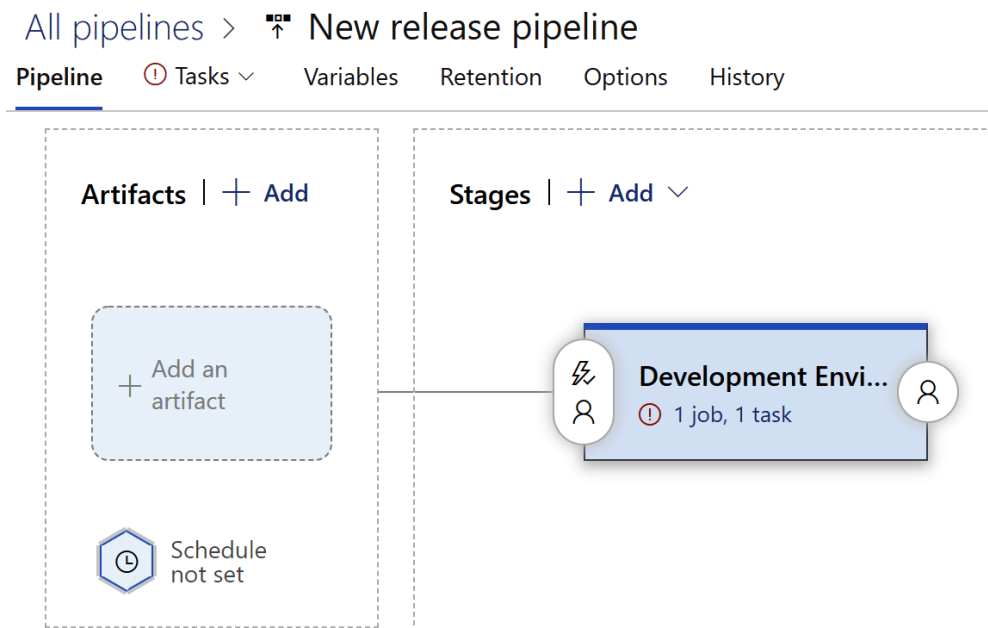 All pipelines > New release pipeline
Pipeline Tasks Variables Retention Options History
Artifacts | + Add
Stages | + Add
+ Add an
artifact
Development Envi...
1 job, 1 task
Schedule
not set